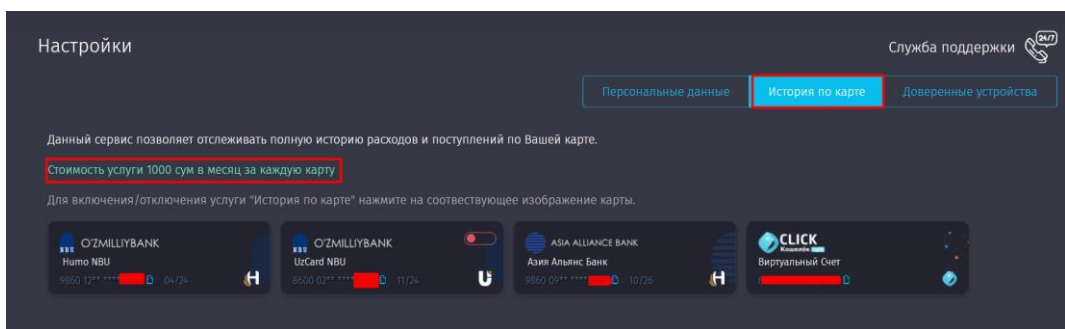 Настройки
Служба поддержки
24/7
Персональные данные
История по карте
Доверенные устройства
Данный сервис позволяет отслеживать полную историю расходов и поступлений по Вашей карте.
Стоимость услуги 1000 сум в месяц за каждую карту
Для включения/отключения услуги "История по карте" нажмите на соотвествующее изображение карты.
NBU O'ZMILLIYBANK
Humo NBU
9860 12** **** 04/24
NBU O'ZMILLIYBANK
UzCard NBU
8600 02** **** 11/24
ASIA ALLIANCE BANK
Азия Альянс Банк
9860 09** **** 10/26
CLICK
Кошелёк
Виртуальный Счет